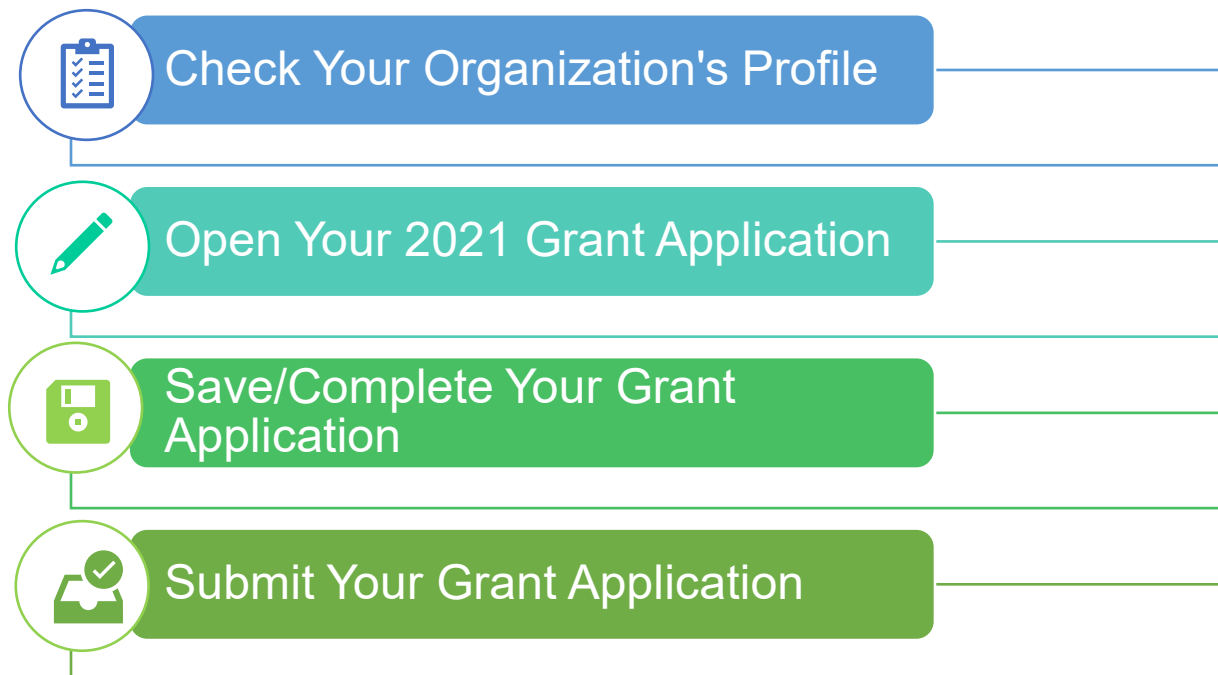 Check Your Organization's Profile
Open Your 2021 Grant Application
Save/Complete Your Grant
Application
Submit Your Grant Application